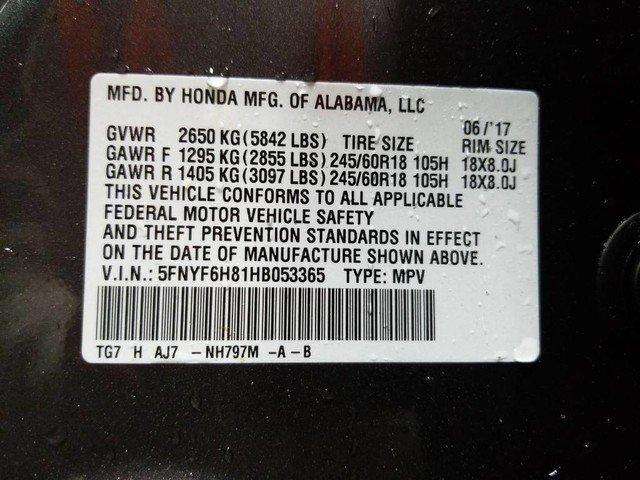 MFD. BY HONDA MFG. OF ALABAMA, LLC
06/'17
GVWR 2650 KG (5842 LBS) TIRE SIZE RIM SIZE
GAWR F 1295 KG (2855 LBS) 245/60R18 105H 18X8.0J
GAWR R 1405 KG (3097 LBS) 245/60R18 105H 18X8.0J
THIS VEHICLE CONFORMS TO ALL APPLICABLE
FEDERAL MOTOR VEHICLE SAFETY
AND THEFT PREVENTION STANDARDS IN EFFECT
ON THE DATE OF MANUFACTURE SHOWN ABOVE.
V.I.N.: 5FNYF6H81HB053365 TYPE: MPV
TG7 H AJ7 - NH797M -A-B